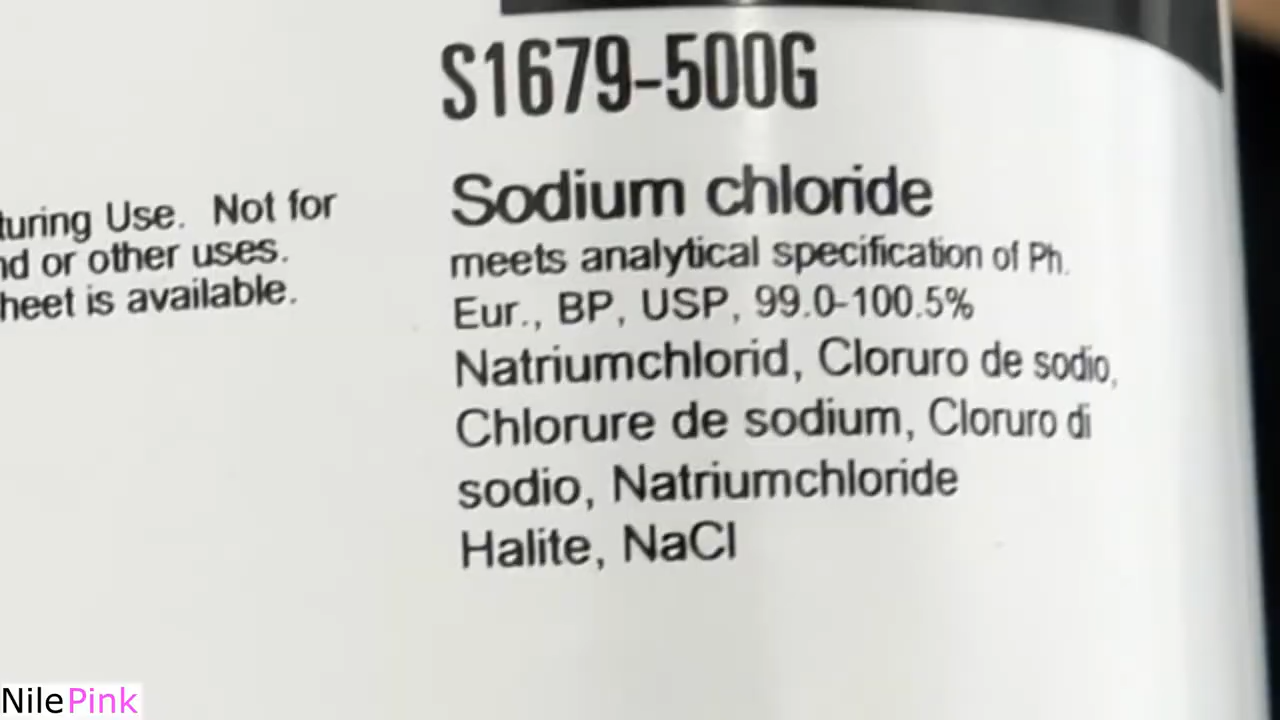 S1679-500G
Sodium chloride
meets analytical specification of Ph.
Eur., BP, USP, 99.0-100.5%
Natriumchlorid, Cloruro de sodio,
Chlorure de sodium, Cloruro di
sodio, Natriumchloride
Halite, NaCl
turing Use. Not for
nd or other uses.
heet is available.
NilePink